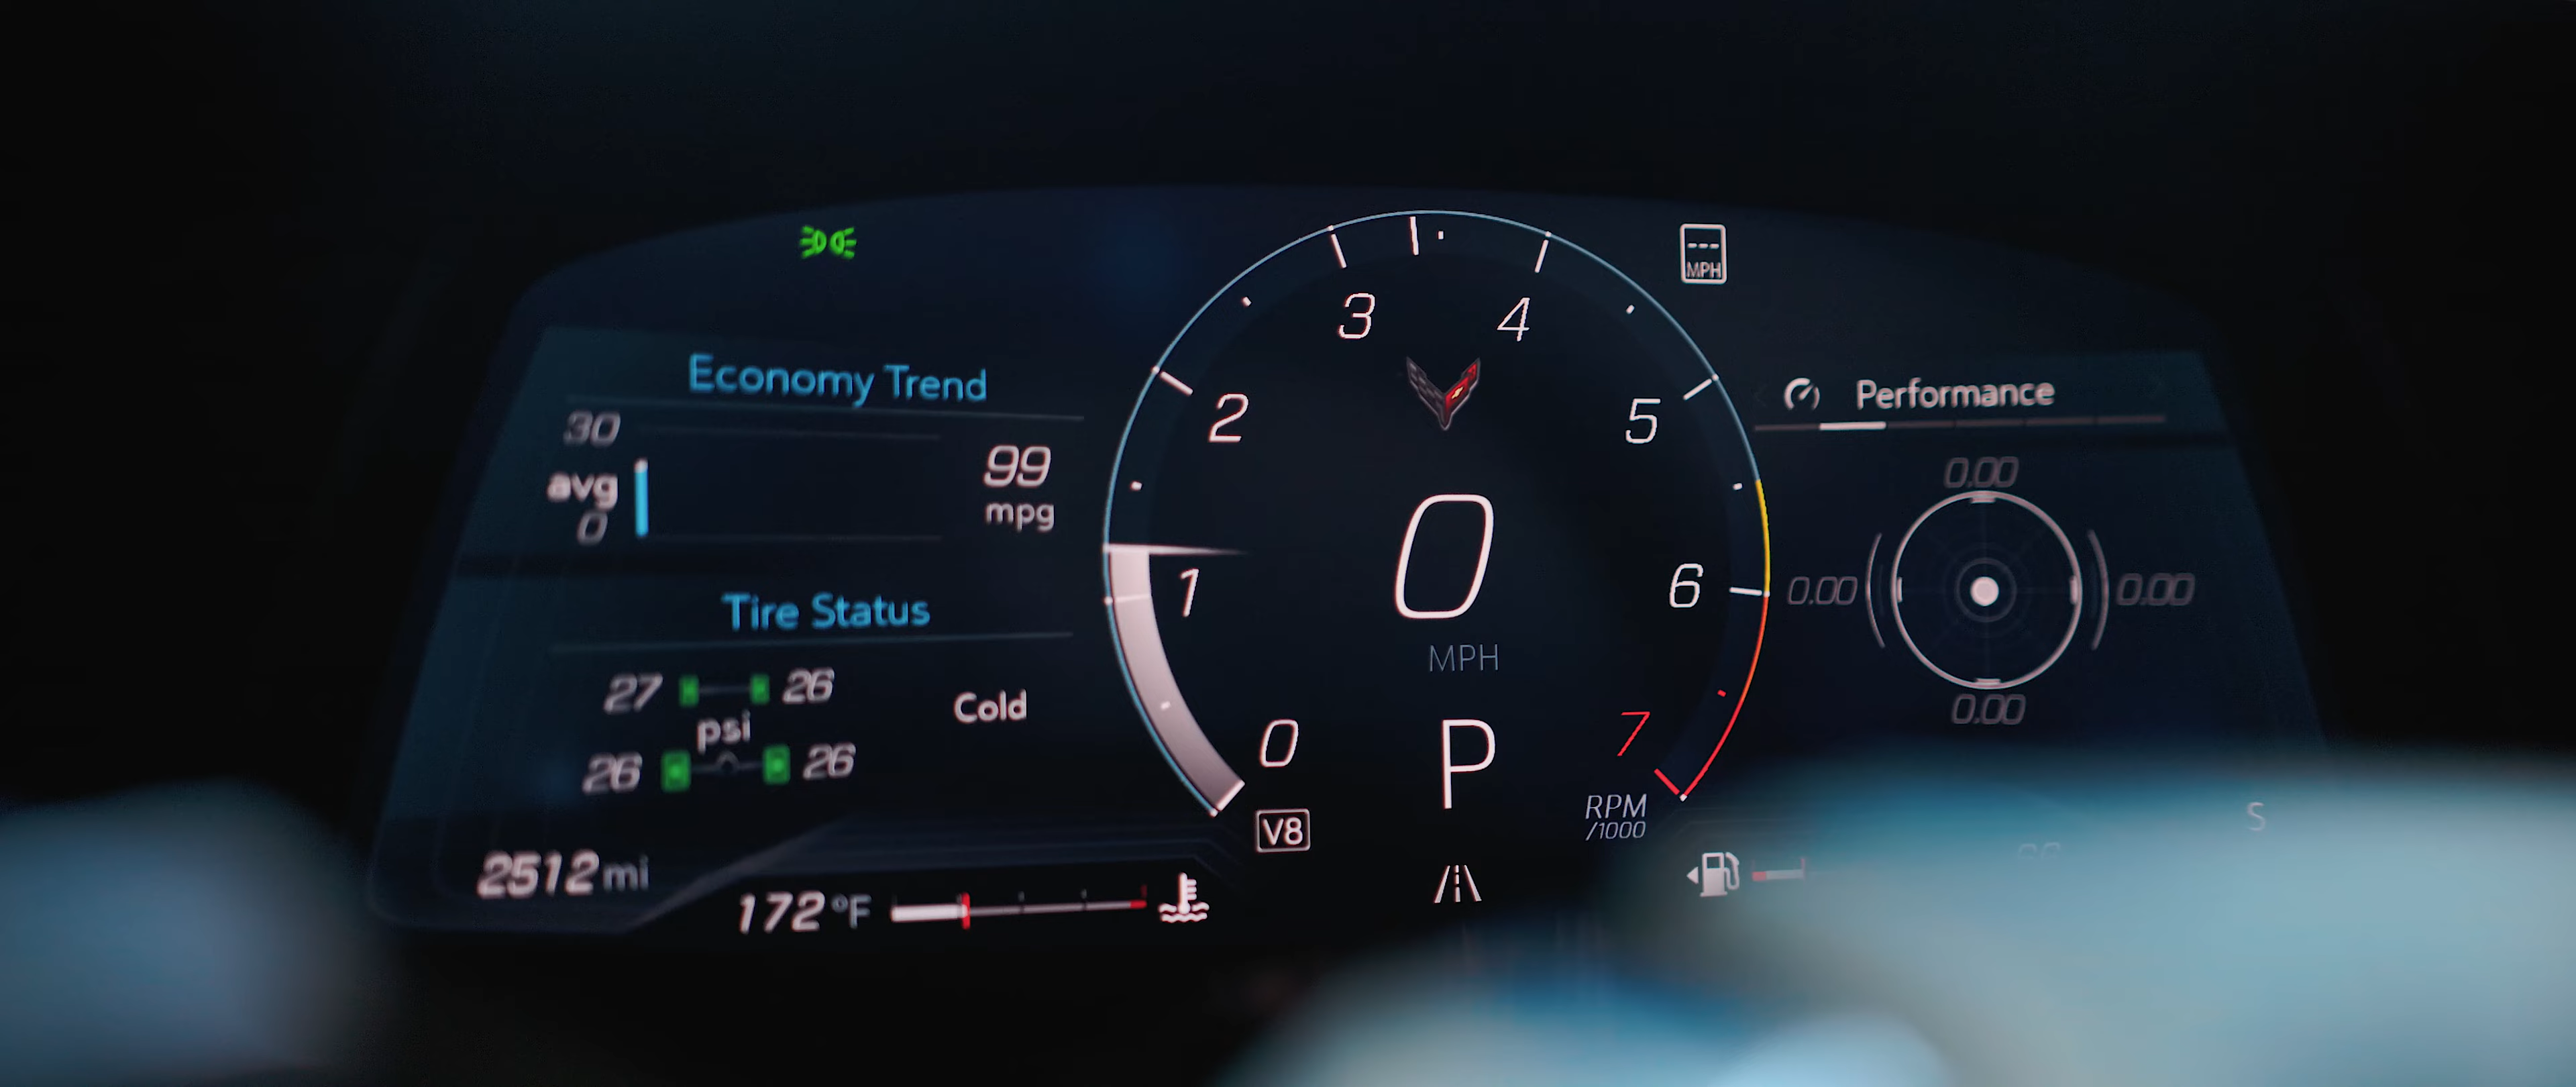 MPH
Economy Trend
30
avg
0
99
mpg
Tire Status
27 26
psi
26 26
Cold
2512 mi
172 °F
0
1
2
3
4
5
6
7
0
MPH
P
V8
RPM
/1000
Performance
0.00
0.00 0.00
0.00
S